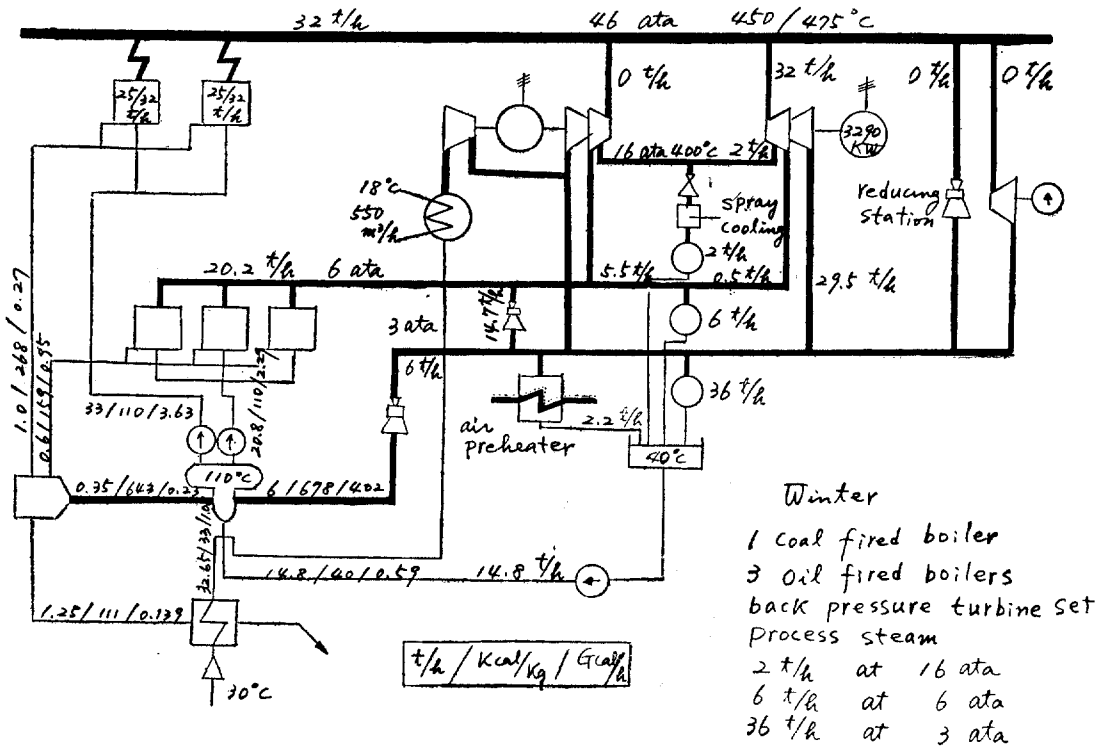 32 t/h
46 ata
450/475°C
25/32 t/h
25/32 t/h
0 t/h
32 t/h
0 t/h
0 t/h
3290 KW
16 ata 400°C 2 t/h
18°C
550 m³/h
spray cooling
reducing station
2 t/h
20.2 t/h
6 ata
5.5 t/h
0.5 t/h
29.5 t/h
14.7 t/h
6 t/h
3 ata
6 t/h
36 t/h
1.0/268/0.27
0.6/159/0.95
33/110/3.63
20.8/110/2.29
air preheater
2.2 t/h
40°C
110°C
0.35/643/0.23
6/678/402
32.65/33/1.0
14.8/40/0.59
14.8 t/h
1.25/111/0.139
30°C
t/h / Kcal/Kg / Gcal/h
Winter
1 Coal fired boiler
3 Oil fired boilers
back pressure turbine set
Process steam
2 t/h at 16 ata
6 t/h at 6 ata
36 t/h at 3 ata